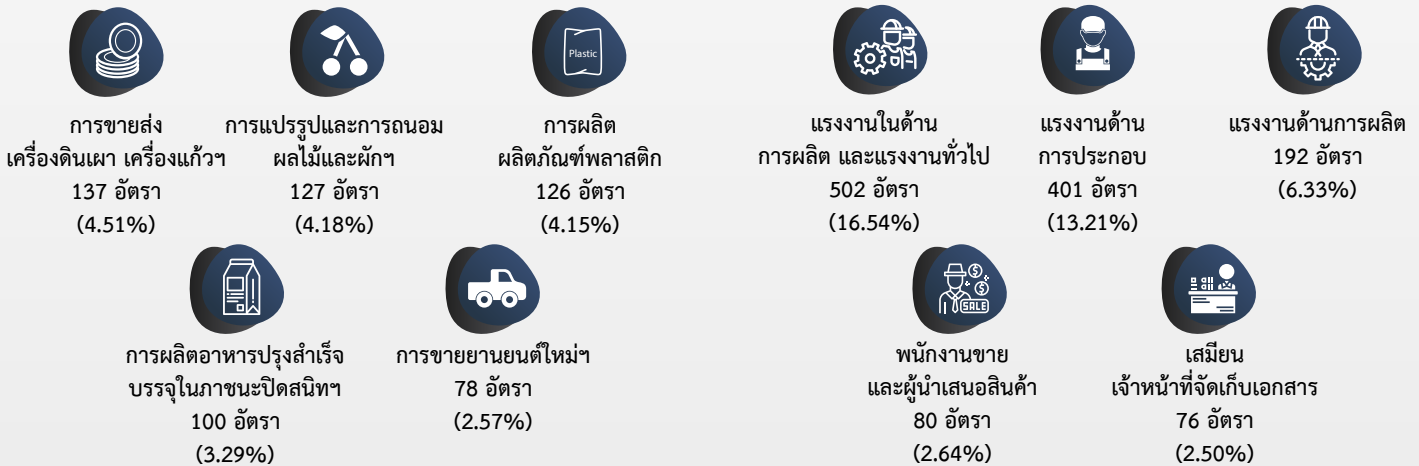 การขายส่ง
เครื่องดินเผา เครื่องแก้วฯ
137 อัตรา
(4.51%)
การแปรรูปและการถนอม
ผลไม้และผักฯ
127 อัตรา
(4.18%)
Plastic
การผลิต
ผลิตภัณฑ์พลาสติก
126 อัตรา
(4.15%)
แรงงานในด้าน
การผลิต และแรงงานทั่วไป
502 อัตรา
(16.54%)
แรงงานด้าน
การประกอบ
401 อัตรา
(13.21%)
แรงงานด้านการผลิต
192 อัตรา
(6.33%)
การผลิตอาหารปรุงสำเร็จ
บรรจุในภาชนะปิดสนิทฯ
100 อัตรา
(3.29%)
การขายยานยนต์ใหม่ฯ
78 อัตรา
(2.57%)
SALE
พนักงานขาย
และผู้นำเสนอสินค้า
80 อัตรา
(2.64%)
เสมียน
เจ้าหน้าที่จัดเก็บเอกสาร
76 อัตรา
(2.50%)